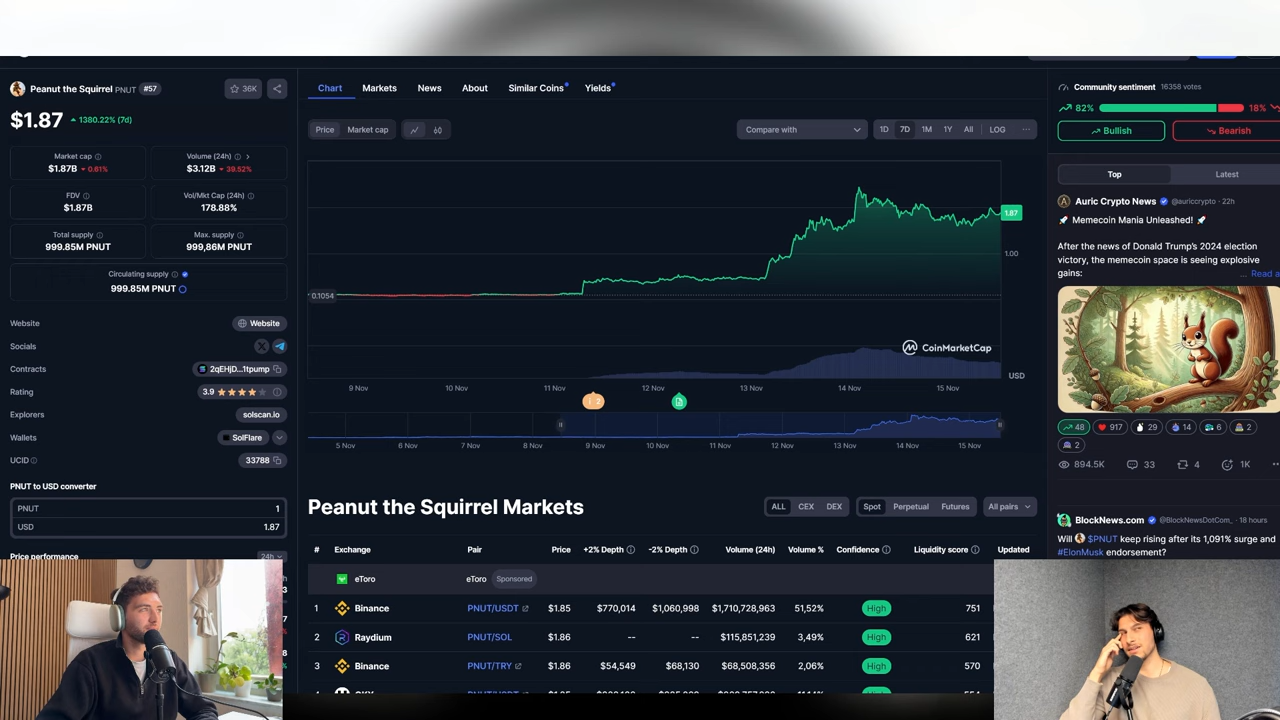 Peanut the Squirrel PNUT #57
36K
$1.87 1380.22% (7d)
Market cap
$1.87B 0.61%
Volume (24h)
$3.12B 39.52%
FDV
$1.87B
Vol/Mkt Cap (24h)
178.88%
Total supply
999.85M PNUT
Max. supply
999,86M PNUT
Circulating supply
999.85M PNUT
Website Website
Socials
Contracts 2qEHjD...1tpump
Rating 3.9
Explorers solscan.io
Wallets SolFlare
UCID 33788
PNUT to USD converter
PNUT 1
USD 1.87
Price performance 24h
Chart Markets News About Similar Coins Yields
Price Market cap
Compare with
1D 7D 1M 1Y All LOG
1.87
1.00
0.1054
CoinMarketCap
USD
9 Nov 10 Nov 11 Nov 12 Nov 13 Nov 14 Nov 15 Nov
2
5 Nov 6 Nov 7 Nov 8 Nov 9 Nov 10 Nov 11 Nov 12 Nov 13 Nov 14 Nov 15 Nov
Peanut the Squirrel Markets
ALL CEX DEX Spot Perpetual Futures All pairs
# Exchange Pair Price +2% Depth -2% Depth Volume (24h) Volume % Confidence Liquidity score Updated
eToro eToro Sponsored
1 Binance PNUT/USDT $1.85 $770,014 $1,060,998 $1,710,728,963 51,52% High 751
2 Raydium PNUT/SOL $1.86 -- -- $115,851,239 3,49% High 621
3 Binance PNUT/TRY $1.86 $54,549 $68,130 $68,508,356 2,06% High 570
Community sentiment 16358 votes
82% 18%
Bullish Bearish
Top Latest
Auric Crypto News @auriccrypto · 22h
🚀 Memecoin Mania Unleashed! 🚀
After the news of Donald Trump's 2024 election
victory, the memecoin space is seeing explosive
gains: ... Read a
48 917 29 14 6 2
2
894.5K 33 4 1K
BlockNews.com @BlockNewsDotCom_ · 18 hours
Will $PNUT keep rising after its 1,091% surge and
#ElonMusk endorsement?